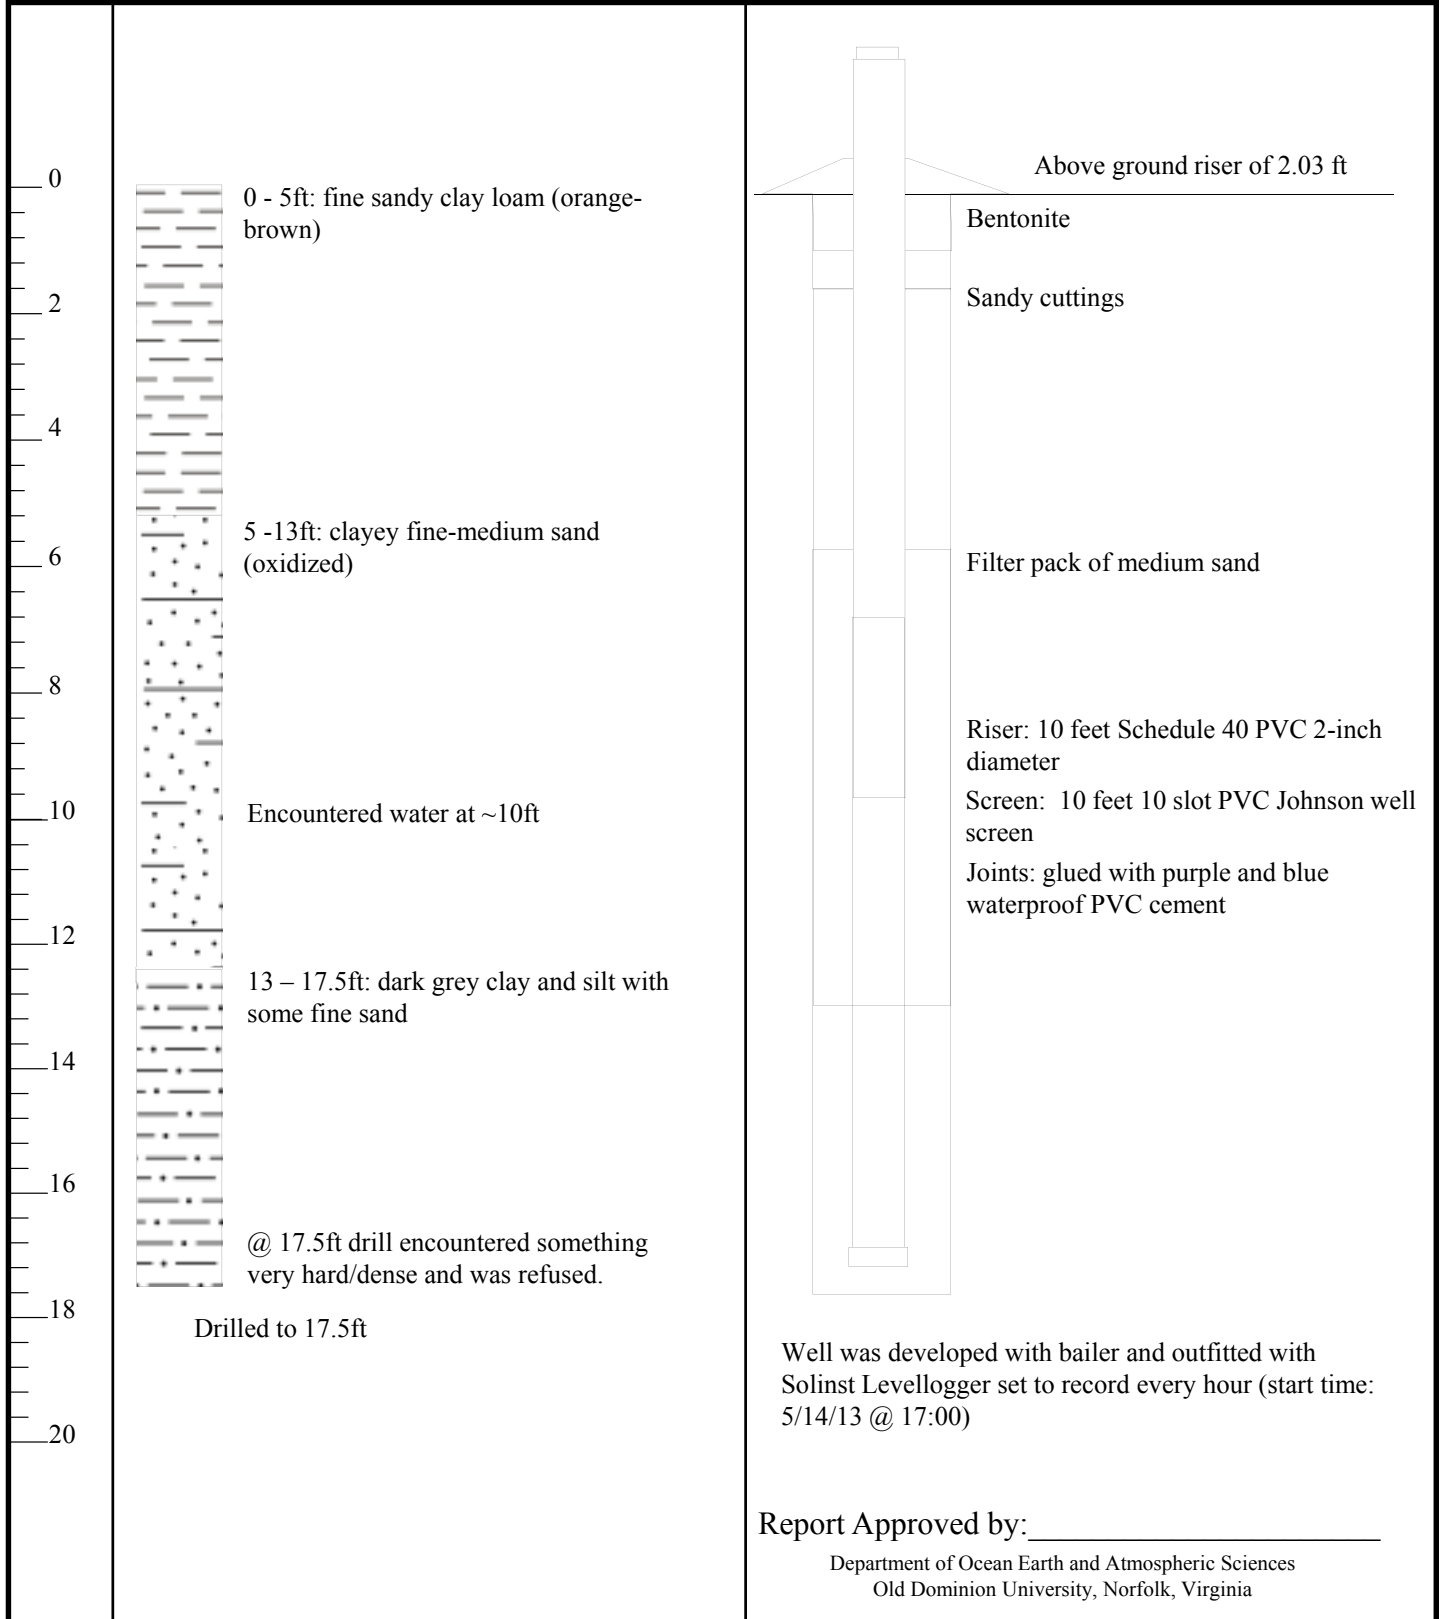 0
2
4
6
8
10
12
14
16
18
20
0 - 5ft: fine sandy clay loam (orange-
brown)
5 -13ft: clayey fine-medium sand
(oxidized)
Encountered water at ~10ft
13 – 17.5ft: dark grey clay and silt with
some fine sand
@ 17.5ft drill encountered something
very hard/dense and was refused.
Drilled to 17.5ft
Above ground riser of 2.03 ft
Bentonite
Sandy cuttings
Filter pack of medium sand
Riser: 10 feet Schedule 40 PVC 2-inch
diameter
Screen:  10 feet 10 slot PVC Johnson well
screen
Joints: glued with purple and blue
waterproof PVC cement
Well was developed with bailer and outfitted with
Solinst Levellogger set to record every hour (start time:
5/14/13 @ 17:00)
Report Approved by:______________________
Department of Ocean Earth and Atmospheric Sciences
Old Dominion University, Norfolk, Virginia